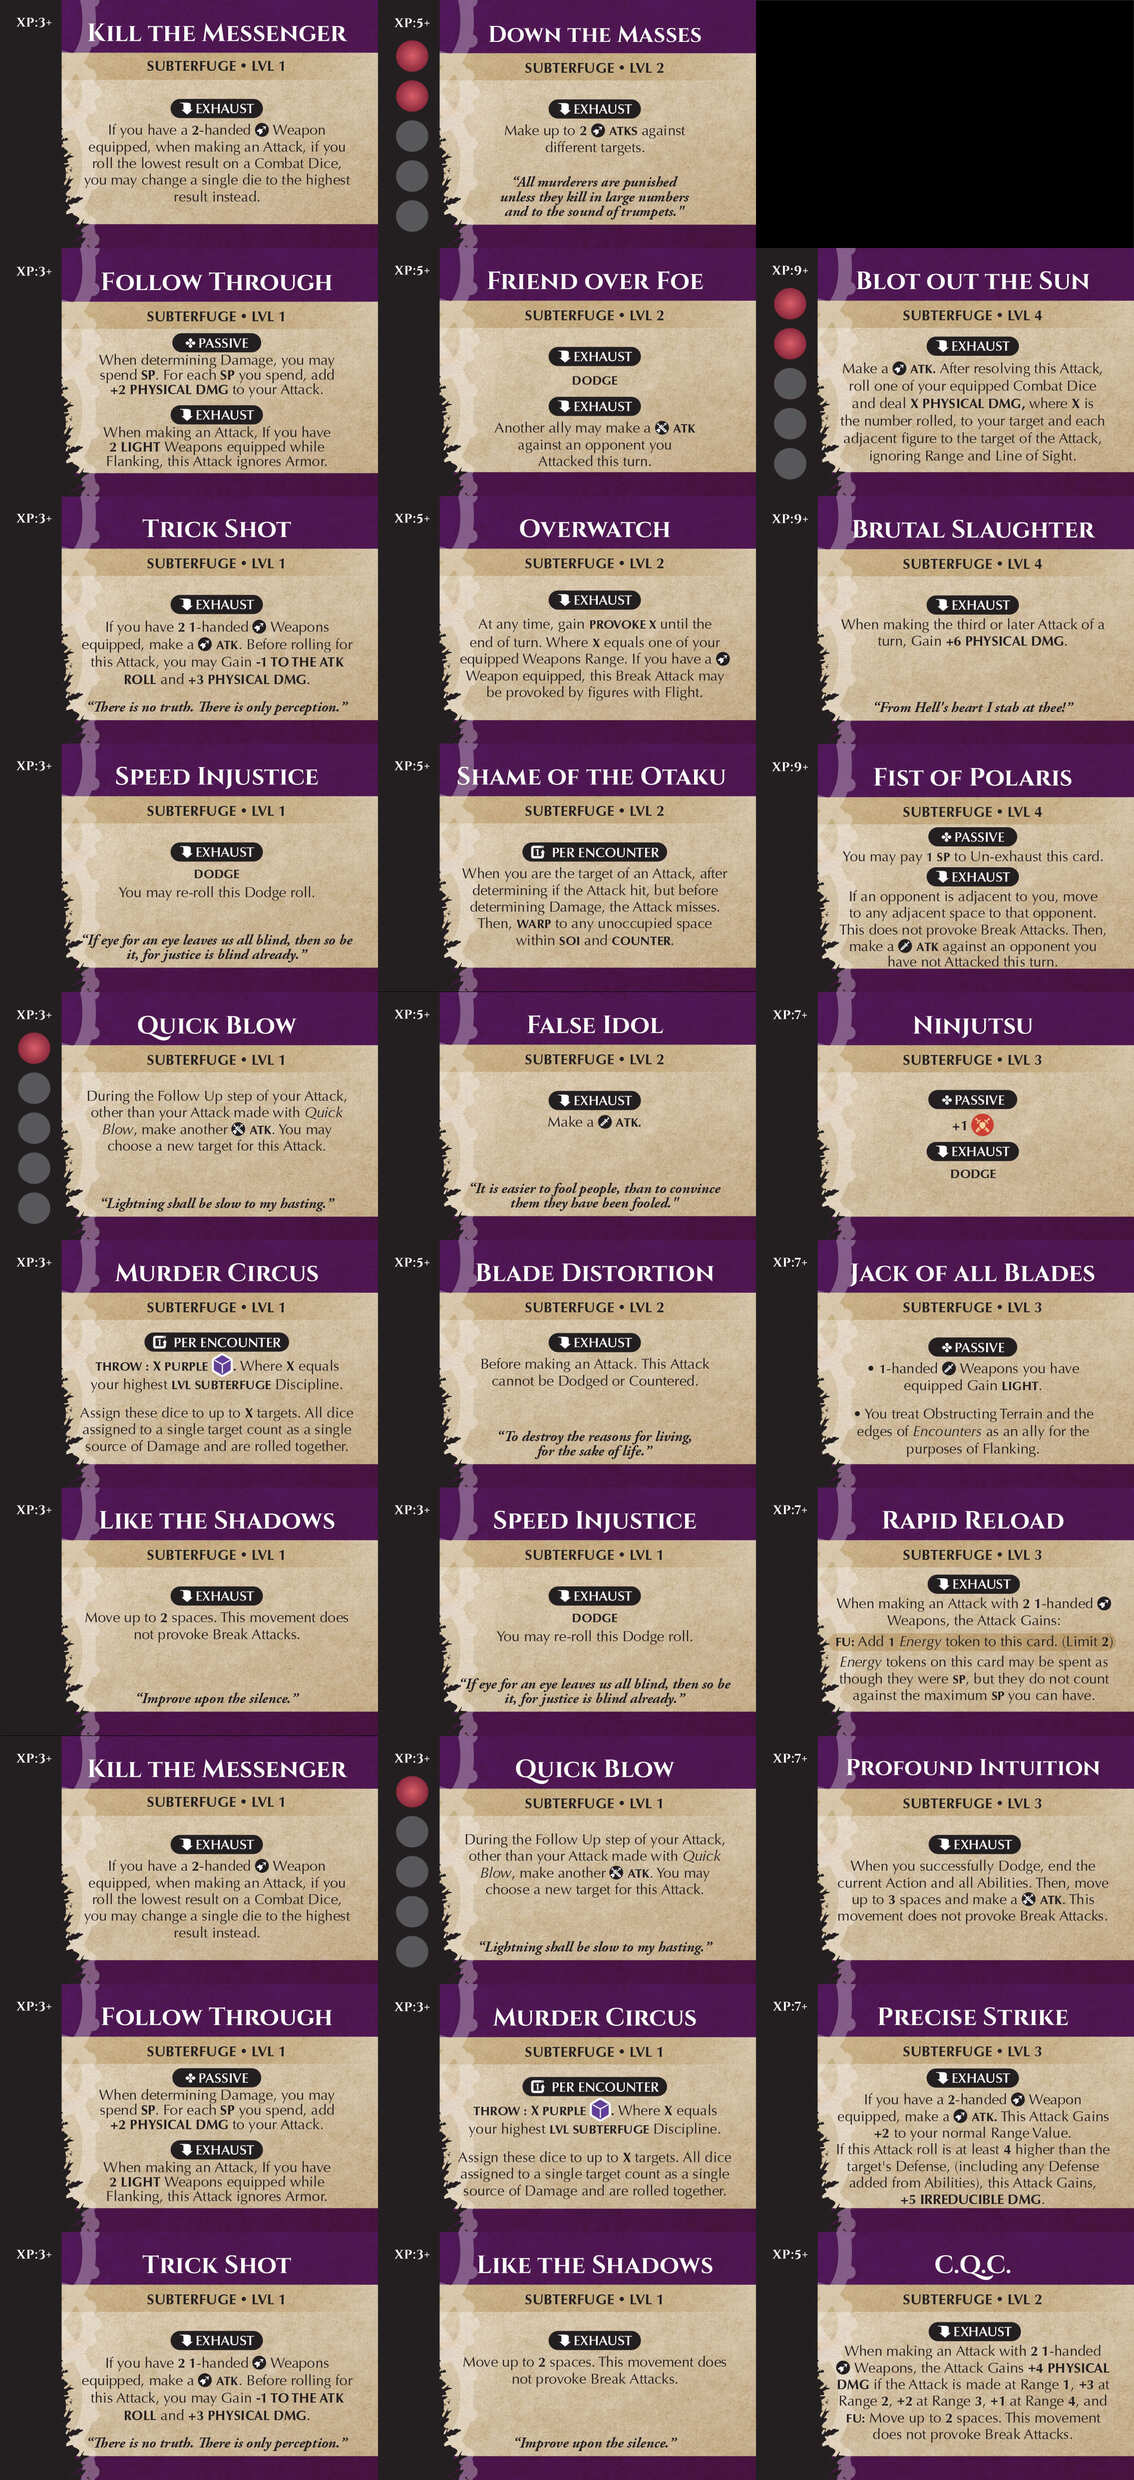 XP:3+
KILL THE MESSENGER
SUBTERFUGE • LVL 1
EXHAUST
If you have a 2-handed Weapon
equipped, when making an Attack, if you
roll the lowest result on a Combat Dice,
you may change a single die to the highest
result instead.
XP:5+
DOWN THE MASSES
SUBTERFUGE • LVL 2
EXHAUST
Make up to 2 ATKS against
different targets.
"All murderers are punished
unless they kill in large numbers
and to the sound of trumpets."
XP:3+
FOLLOW THROUGH
SUBTERFUGE • LVL 1
PASSIVE
When determining Damage, you may
spend SP. For each SP you spend, add
+2 PHYSICAL DMG to your Attack.
EXHAUST
When making an Attack, If you have
2 LIGHT Weapons equipped while
Flanking, this Attack ignores Armor.
XP:5+
FRIEND OVER FOE
SUBTERFUGE • LVL 2
EXHAUST
DODGE
EXHAUST
Another ally may make a ATK
against an opponent you
Attacked this turn.
XP:9+
BLOT OUT THE SUN
SUBTERFUGE • LVL 4
EXHAUST
Make a ATK. After resolving this Attack,
roll one of your equipped Combat Dice
and deal X PHYSICAL DMG, where X is
the number rolled, to your target and each
adjacent figure to the target of the Attack,
ignoring Range and Line of Sight.
XP:3+
TRICK SHOT
SUBTERFUGE • LVL 1
EXHAUST
If you have 2 1-handed Weapons
equipped, make a ATK. Before rolling for
this Attack, you may Gain -1 TO THE ATK
ROLL and +3 PHYSICAL DMG.
"There is no truth. There is only perception."
XP:5+
OVERWATCH
SUBTERFUGE • LVL 2
EXHAUST
At any time, gain PROVOKE X until the
end of turn. Where X equals one of your
equipped Weapons Range. If you have a
Weapon equipped, this Break Attack may
be provoked by figures with Flight.
XP:9+
BRUTAL SLAUGHTER
SUBTERFUGE • LVL 4
EXHAUST
When making the third or later Attack of a
turn, Gain +6 PHYSICAL DMG.
"From Hell's heart I stab at thee!"
XP:3+
SPEED INJUSTICE
SUBTERFUGE • LVL 1
EXHAUST
DODGE
You may re-roll this Dodge roll.
"If eye for an eye leaves us all blind, then so be
it, for justice is blind already."
XP:5+
SHAME OF THE OTAKU
SUBTERFUGE • LVL 2
PER ENCOUNTER
When you are the target of an Attack, after
determining if the Attack hit, but before
determining Damage, the Attack misses.
Then, WARP to any unoccupied space
within SOI and COUNTER.
XP:9+
FIST OF POLARIS
SUBTERFUGE • LVL 4
PASSIVE
You may pay 1 SP to Un-exhaust this card.
EXHAUST
If an opponent is adjacent to you, move
to any adjacent space to that opponent.
This does not provoke Break Attacks. Then,
make a ATK against an opponent you
have not Attacked this turn.
XP:3+
QUICK BLOW
SUBTERFUGE • LVL 1
During the Follow Up step of your Attack,
other than your Attack made with Quick
Blow, make another ATK. You may
choose a new target for this Attack.
"Lightning shall be slow to my hasting."
XP:5+
FALSE IDOL
SUBTERFUGE • LVL 2
EXHAUST
Make a ATK.
"It is easier to fool people, than to convince
them they have been fooled."
XP:7+
NINJUTSU
SUBTERFUGE • LVL 3
PASSIVE
+1
EXHAUST
DODGE
XP:3+
MURDER CIRCUS
SUBTERFUGE • LVL 1
PER ENCOUNTER
THROW : X PURPLE . Where X equals
your highest LVL SUBTERFUGE Discipline.
Assign these dice to up to X targets. All dice
assigned to a single target count as a single
source of Damage and are rolled together.
XP:5+
BLADE DISTORTION
SUBTERFUGE • LVL 2
EXHAUST
Before making an Attack. This Attack
cannot be Dodged or Countered.
"To destroy the reasons for living,
for the sake of life."
XP:7+
JACK OF ALL BLADES
SUBTERFUGE • LVL 3
PASSIVE
• 1-handed Weapons you have
equipped Gain LIGHT.
• You treat Obstructing Terrain and the
edges of Encounters as an ally for the
purposes of Flanking.
XP:3+
LIKE THE SHADOWS
SUBTERFUGE • LVL 1
EXHAUST
Move up to 2 spaces. This movement does
not provoke Break Attacks.
"Improve upon the silence."
XP:3+
SPEED INJUSTICE
SUBTERFUGE • LVL 1
EXHAUST
DODGE
You may re-roll this Dodge roll.
"If eye for an eye leaves us all blind, then so be
it, for justice is blind already."
XP:7+
RAPID RELOAD
SUBTERFUGE • LVL 3
EXHAUST
When making an Attack with 2 1-handed
Weapons, the Attack Gains:
FU: Add 1 Energy token to this card. (Limit 2)
Energy tokens on this card may be spent as
though they were SP, but they do not count
against the maximum SP you can have.
XP:3+
KILL THE MESSENGER
SUBTERFUGE • LVL 1
EXHAUST
If you have a 2-handed Weapon
equipped, when making an Attack, if you
roll the lowest result on a Combat Dice,
you may change a single die to the highest
result instead.
XP:3+
QUICK BLOW
SUBTERFUGE • LVL 1
During the Follow Up step of your Attack,
other than your Attack made with Quick
Blow, make another ATK. You may
choose a new target for this Attack.
"Lightning shall be slow to my hasting."
XP:7+
PROFOUND INTUITION
SUBTERFUGE • LVL 3
EXHAUST
When you successfully Dodge, end the
current Action and all Abilities. Then, move
up to 3 spaces and make a ATK. This
movement does not provoke Break Attacks.
XP:3+
FOLLOW THROUGH
SUBTERFUGE • LVL 1
PASSIVE
When determining Damage, you may
spend SP. For each SP you spend, add
+2 PHYSICAL DMG to your Attack.
EXHAUST
When making an Attack, If you have
2 LIGHT Weapons equipped while
Flanking, this Attack ignores Armor.
XP:3+
MURDER CIRCUS
SUBTERFUGE • LVL 1
PER ENCOUNTER
THROW : X PURPLE . Where X equals
your highest LVL SUBTERFUGE Discipline.
Assign these dice to up to X targets. All dice
assigned to a single target count as a single
source of Damage and are rolled together.
XP:7+
PRECISE STRIKE
SUBTERFUGE • LVL 3
EXHAUST
If you have a 2-handed Weapon
equipped, make a ATK. This Attack Gains
+2 to your normal Range Value.
If this Attack roll is at least 4 higher than the
target's Defense, (including any Defense
added from Abilities), this Attack Gains,
+5 IRREDUCIBLE DMG.
XP:3+
TRICK SHOT
SUBTERFUGE • LVL 1
EXHAUST
If you have 2 1-handed Weapons
equipped, make a ATK. Before rolling for
this Attack, you may Gain -1 TO THE ATK
ROLL and +3 PHYSICAL DMG.
"There is no truth. There is only perception."
XP:3+
LIKE THE SHADOWS
SUBTERFUGE • LVL 1
EXHAUST
Move up to 2 spaces. This movement does
not provoke Break Attacks.
"Improve upon the silence."
XP:5+
C.Q.C.
SUBTERFUGE • LVL 2
EXHAUST
When making an Attack with 2 1-handed
Weapons, the Attack Gains +4 PHYSICAL
DMG if the Attack is made at Range 1, +3 at
Range 2, +2 at Range 3, +1 at Range 4, and
FU: Move up to 2 spaces. This movement
does not provoke Break Attacks.